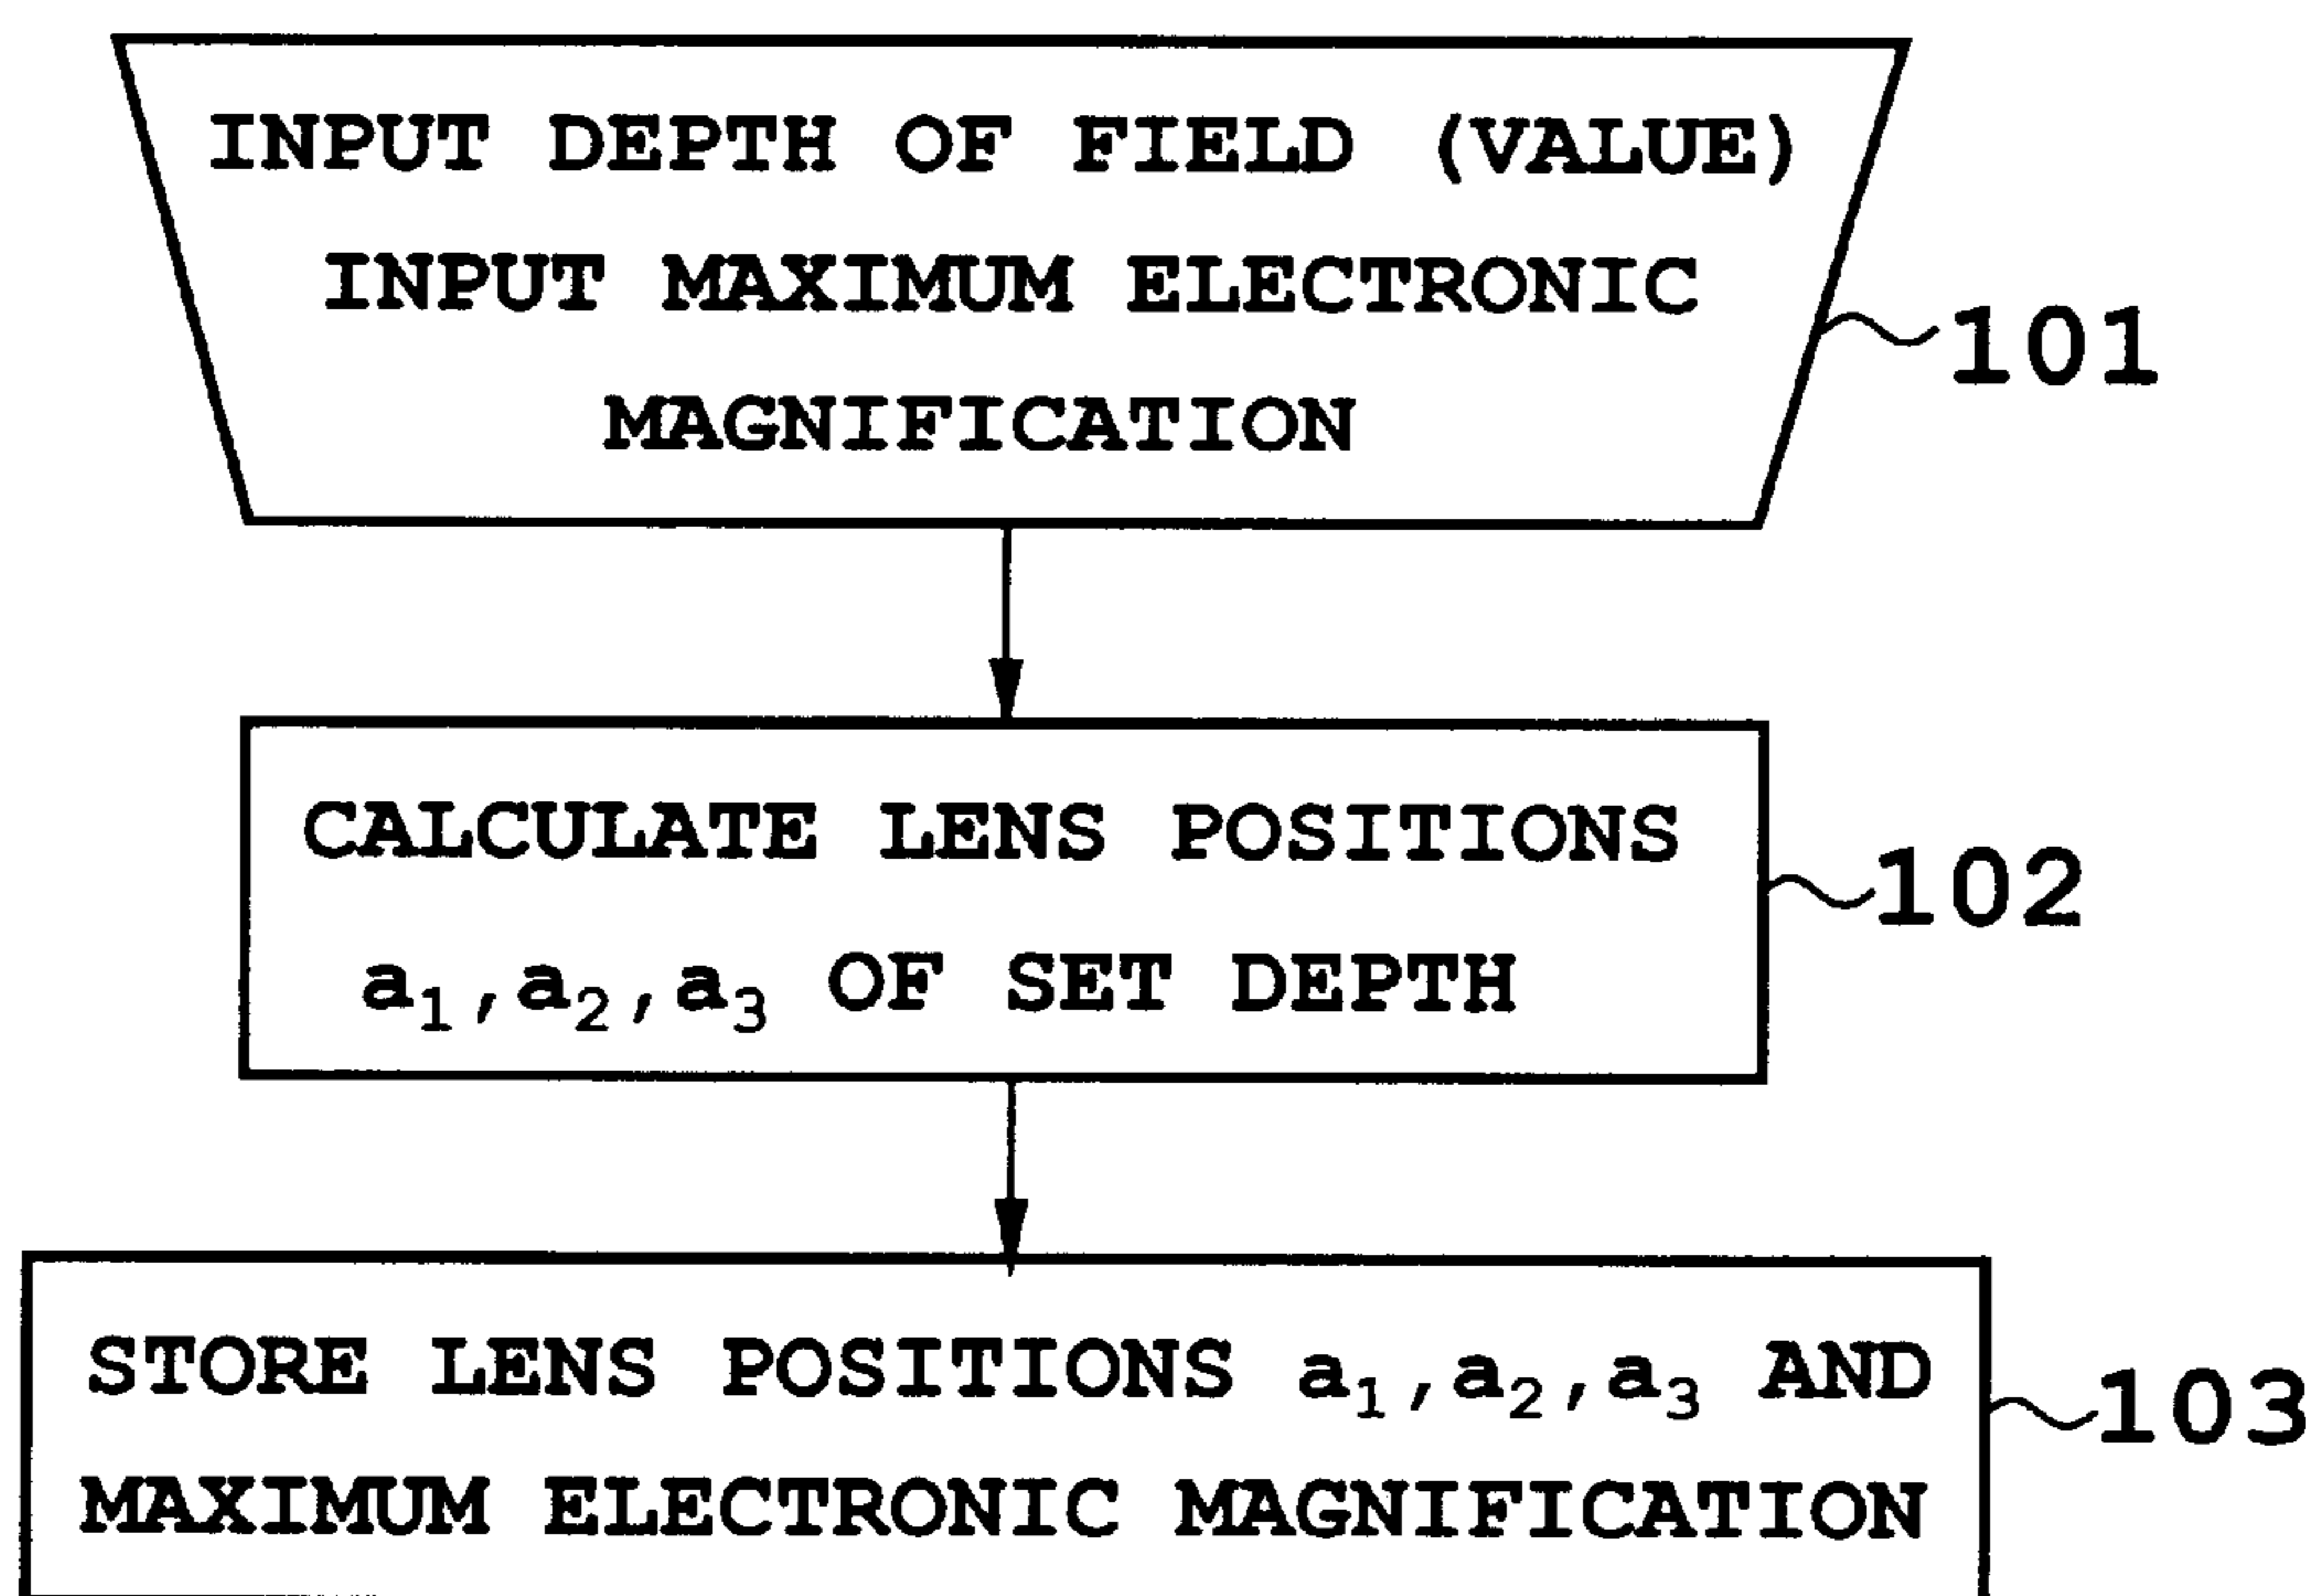 INPUT DEPTH OF FIELD (VALUE)
INPUT MAXIMUM ELECTRONIC
MAGNIFICATION
101
CALCULATE LENS POSITIONS
a₁,a₂,a₃ OF SET DEPTH
102
STORE LENS POSITIONS a₁,a₂,a₃ AND
MAXIMUM ELECTRONIC MAGNIFICATION
103